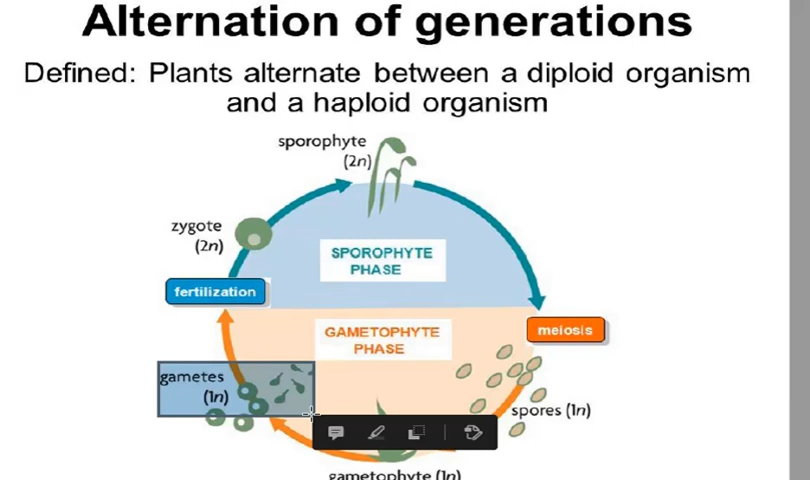 Alternation of generations
Defined: Plants alternate between a diploid organism
and a haploid organism
sporophyte
(2n)
zygote
(2n)
SPOROPHYTE
PHASE
fertilization
GAMETOPHYTE
PHASE
meiosis
gametes
(1n)
spores (1n)
gametophyte (1n)